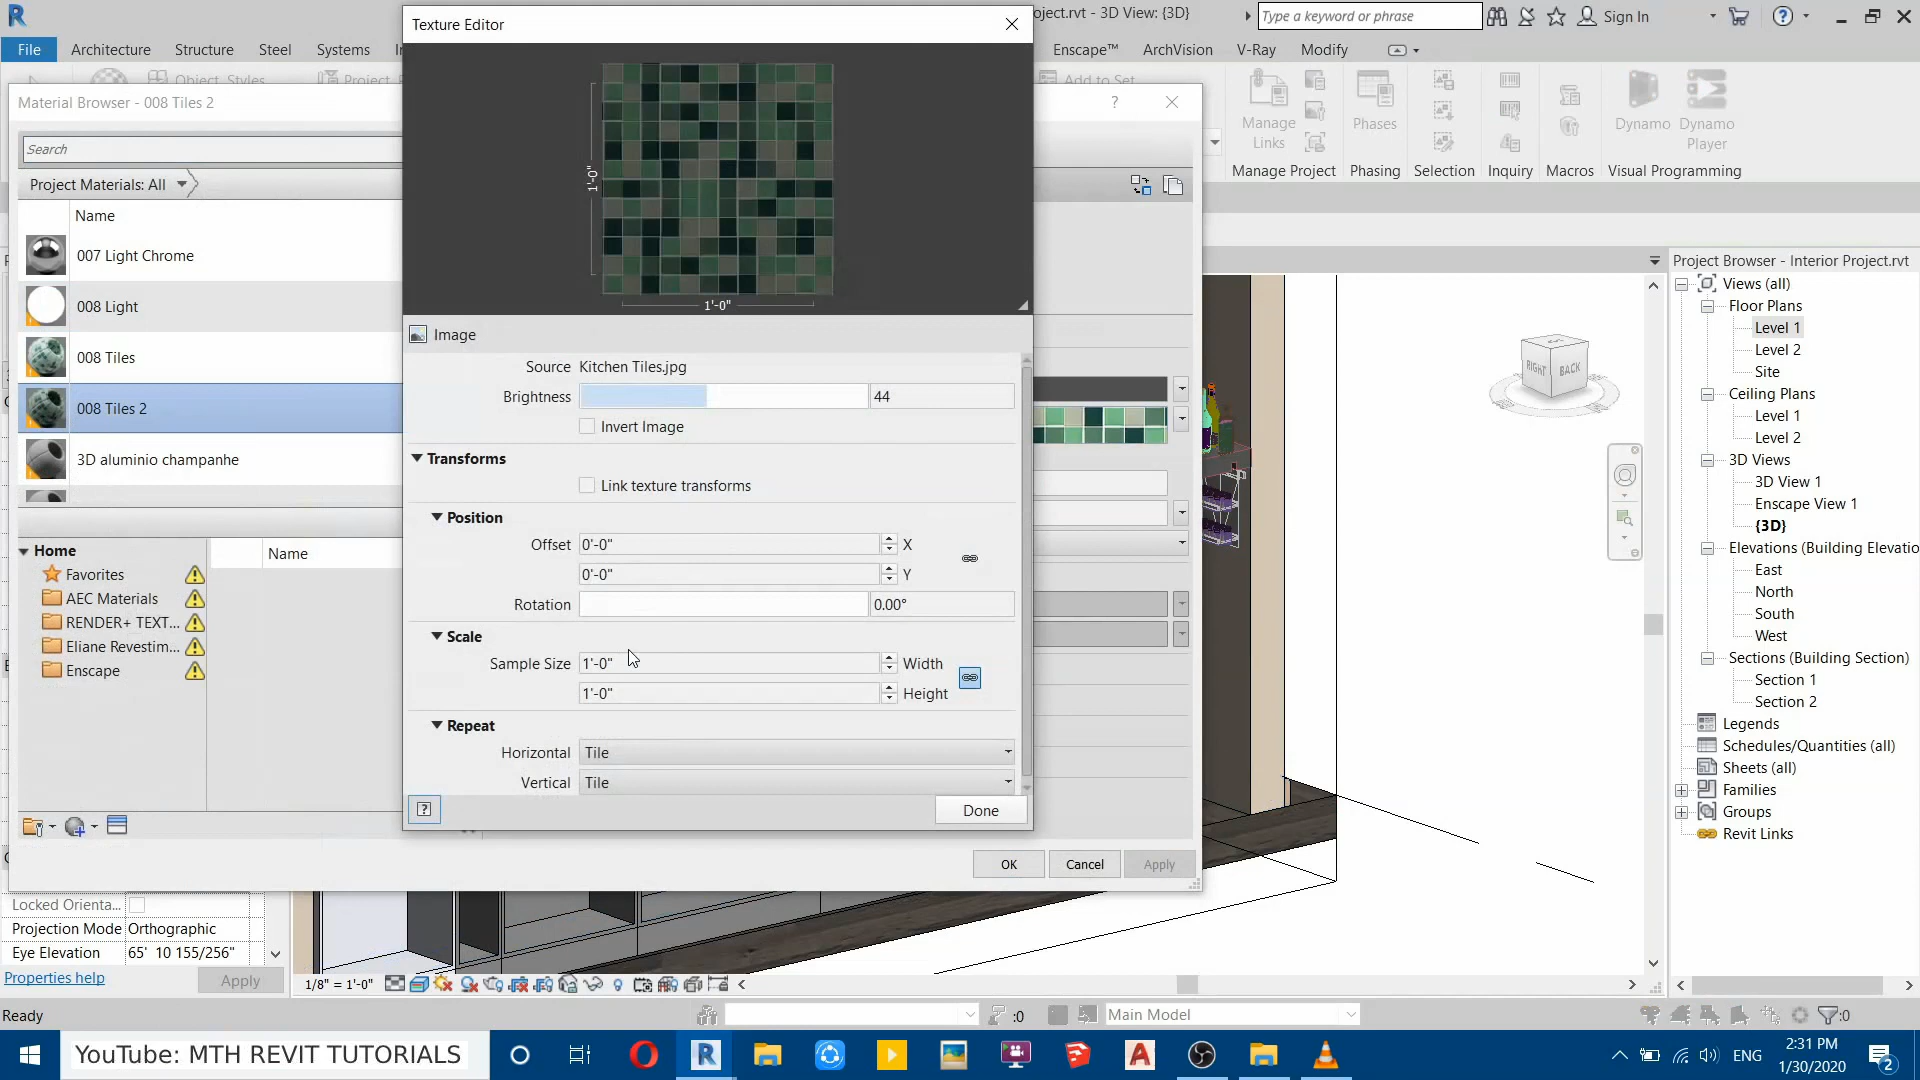 Texture Editor
oject.rvt - 3D View: {3D}
Type a keyword or phrase
Sign In
File
Architecture
Structure
Steel
Systems
Enscape™
ArchVision
V-Ray
Modify
Object Styles
Add to Set
Material Browser - 008 Tiles 2
?
Manage
Links
Phases
Dynamo
Dynamo
Player
Manage Project
Phasing
Selection
Inquiry
Macros
Visual Programming
Search
Project Materials: All
Name
007 Light Chrome
008 Light
008 Tiles
008 Tiles 2
3D aluminio champanhe
Home
Favorites
AEC Materials
RENDER+ TEXT...
Eliane Revestim...
Enscape
Name
1'-0"
1'-0"
Image
Source Kitchen Tiles.jpg
Brightness 44
Invert Image
Transforms
Link texture transforms
Position
Offset 0'-0" X
0'-0" Y
Rotation 0.00°
Scale
Sample Size 1'-0" Width
1'-0" Height
Repeat
Horizontal Tile
Vertical Tile
? Done
OK Cancel Apply
RIGHT BACK
Project Browser - Interior Project.rvt
Views (all)
Floor Plans
Level 1
Level 2
Site
Ceiling Plans
Level 1
Level 2
3D Views
3D View 1
Enscape View 1
{3D}
Elevations (Building Elevatio
East
North
South
West
Sections (Building Section)
Section 1
Section 2
Legends
Schedules/Quantities (all)
Sheets (all)
Families
Groups
Revit Links
Locked Orienta...
Projection Mode Orthographic
Eye Elevation 65' 10 155/256"
Properties help Apply
1/8" = 1'-0"
Ready
:0
Main Model
:0
YouTube: MTH REVIT TUTORIALS
ENG
2:31 PM
1/30/2020
2